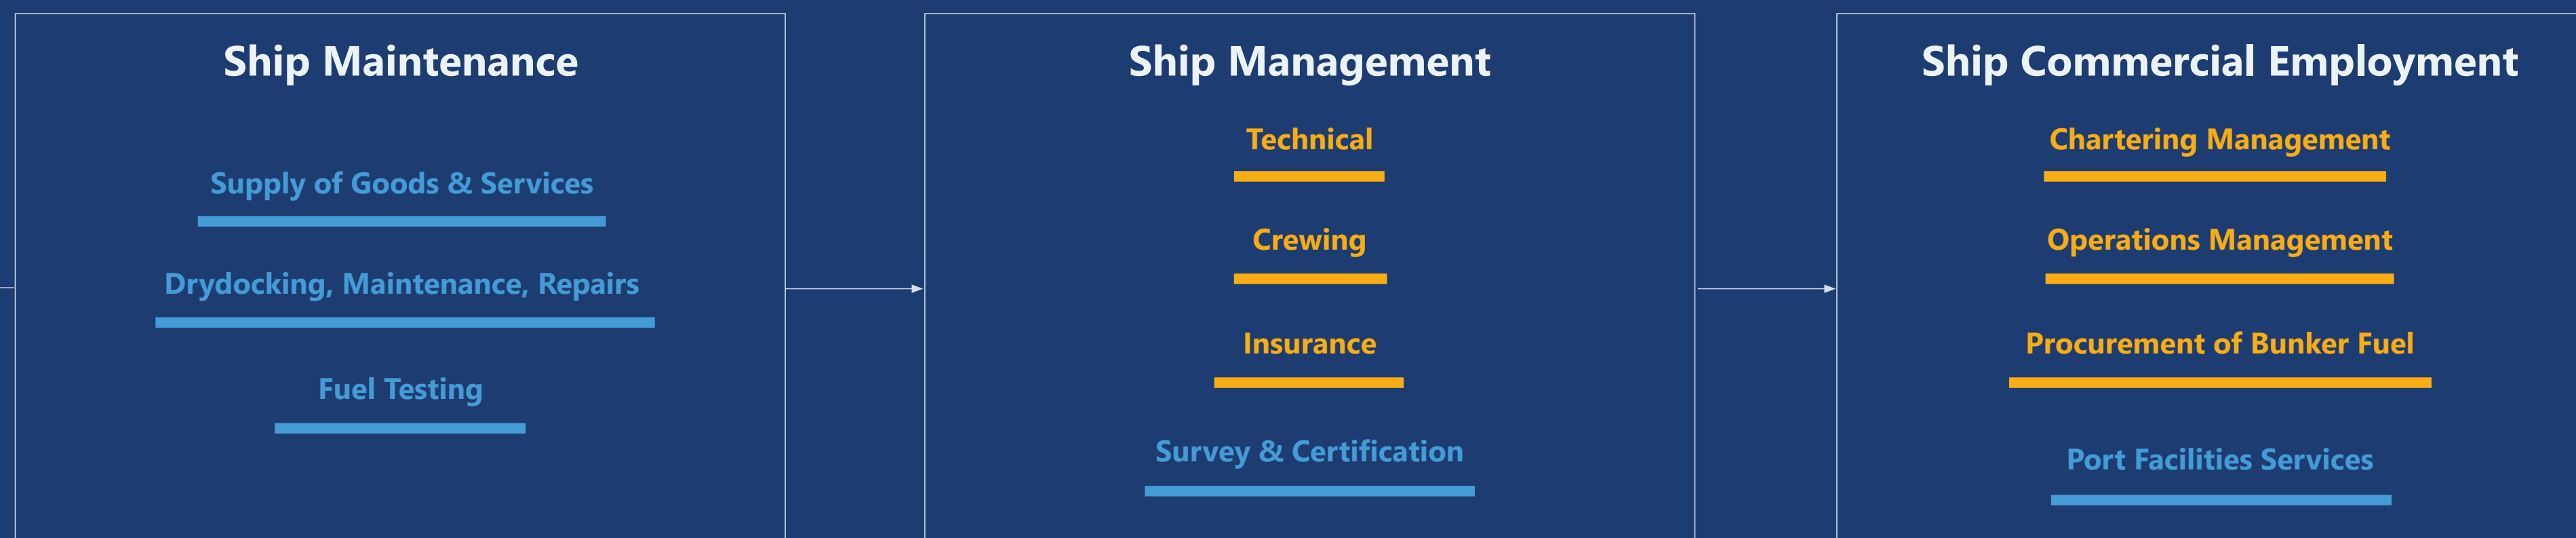 Ship Maintenance
Supply of Goods & Services
Drydocking, Maintenance, Repairs
Fuel Testing
Ship Management
Technical
Crewing
Insurance
Survey & Certification
Ship Commercial Employment
Chartering Management
Operations Management
Procurement of Bunker Fuel
Port Facilities Services